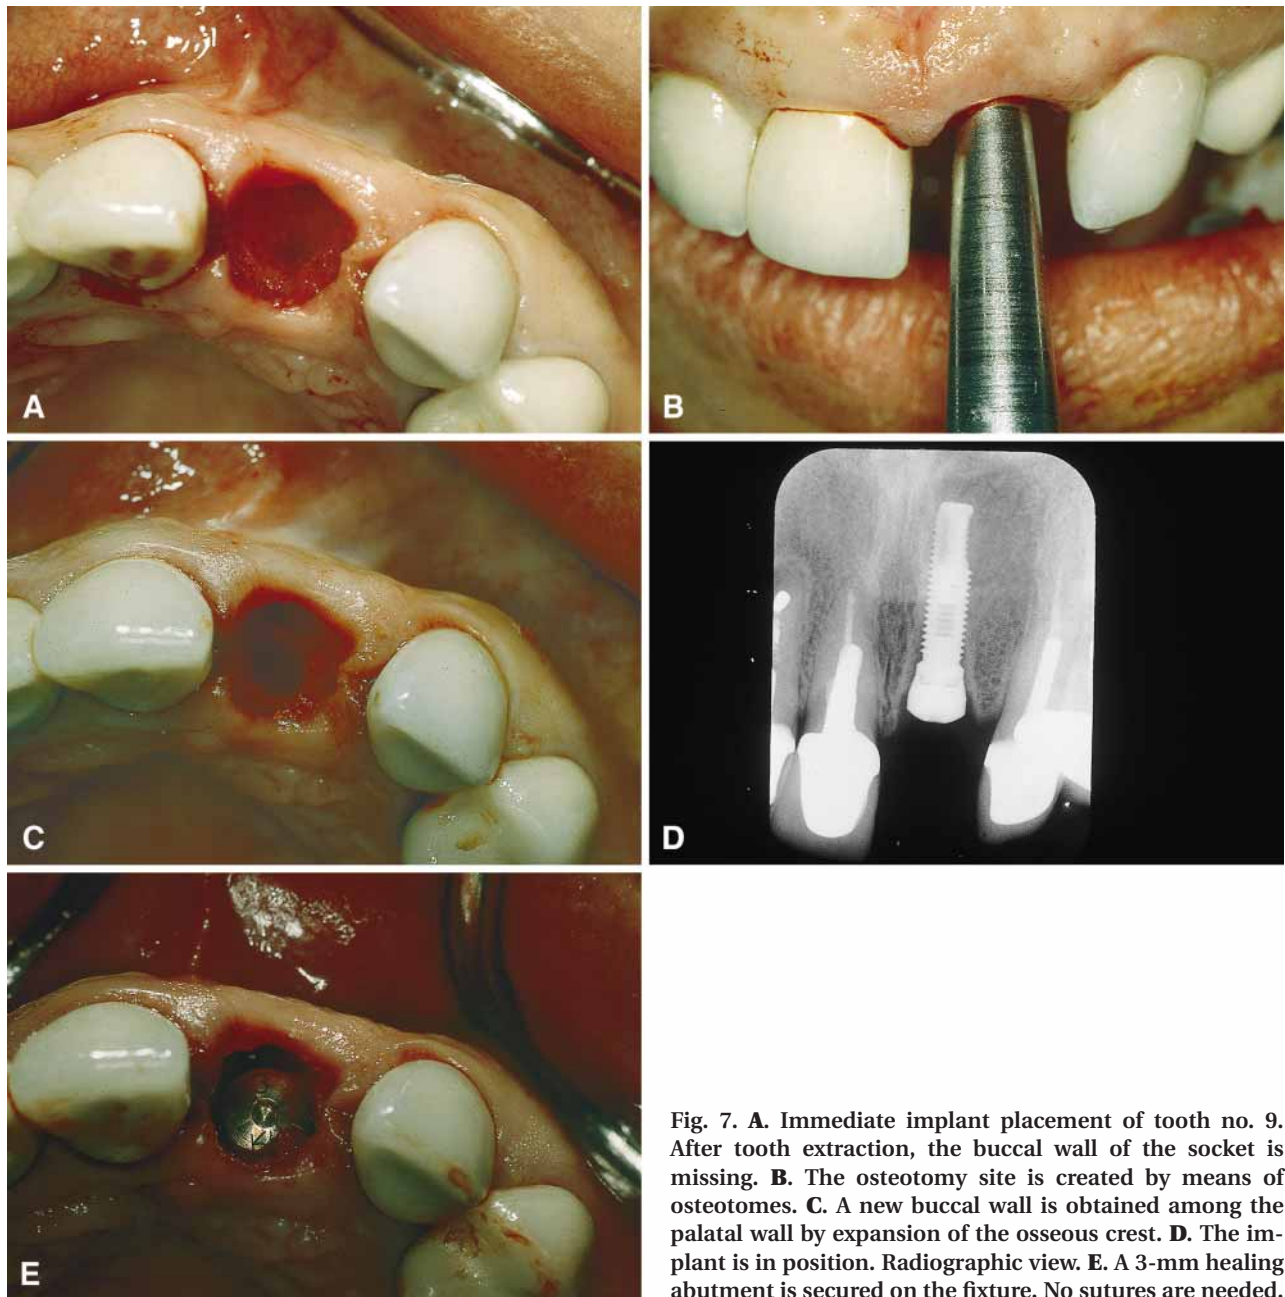 A
B
C
D
E
Fig. 7. A. Immediate implant placement of tooth no. 9.
After tooth extraction, the buccal wall of the socket is
missing. B. The osteotomy site is created by means of
osteotomes. C. A new buccal wall is obtained among the
palatal wall by expansion of the osseous crest. D. The im-
plant is in position. Radiographic view. E. A 3-mm healing
abutment is secured on the fixture. No sutures are needed.